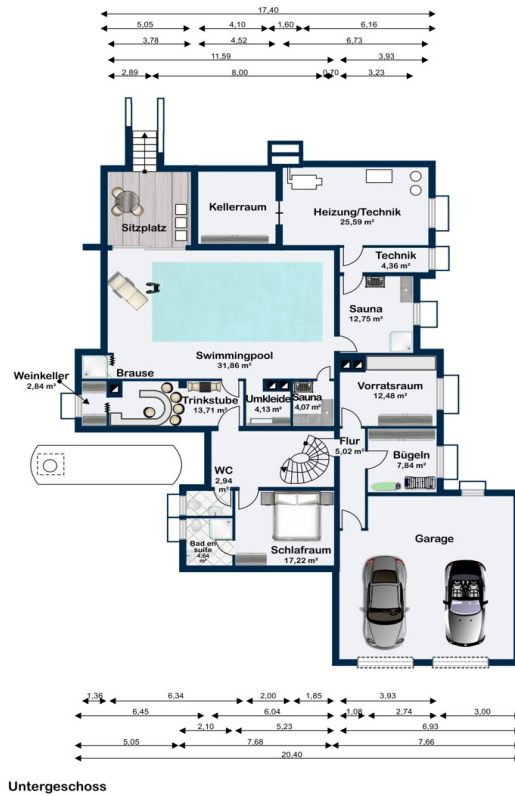 17,40
5,05 4,10 1,60 6,16
3,78 4,52 6,73
11,59 3,93
2,89 8,00 0,70 3,23
Kellerraum
Heizung/Technik
25,59 m²
Sitzplatz
Technik
4,36 m²
Sauna
12,75 m²
Swimmingpool
31,86 m²
Brause
Weinkeller
2,84 m²
Trinkstube
13,71 m²
Umkleide
4,13 m²
Sauna
4,07 m²
Vorratsraum
12,48 m²
Flur
5,02 m²
Bügeln
7,84 m²
WC
2,94
m²
Bad en
suite
4,64
m²
Schlafraum
17,22 m²
Garage
1,36 6,34 2,00 1,85 3,93
6,45 6,04 1,08 2,74 3,00
2,10 5,23 6,93
5,05 7,68 7,66
20,40
Untergeschoss